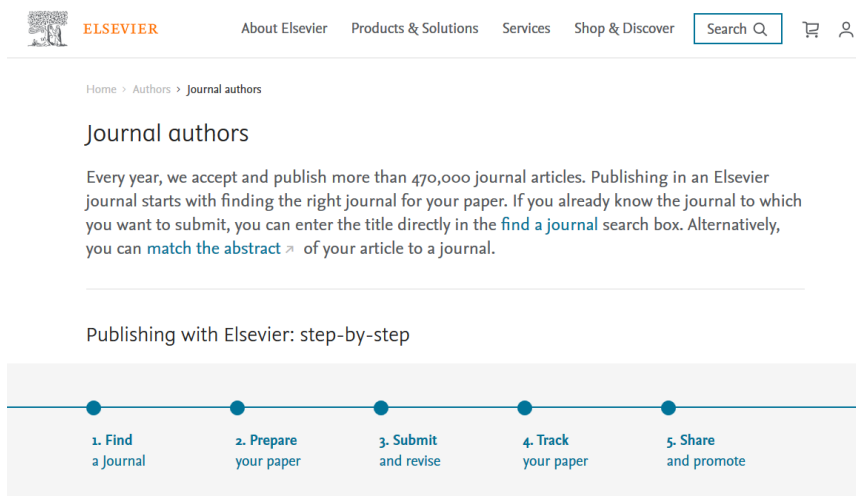 ELSEVIER
About Elsevier Products & Solutions Services Shop & Discover Search
Home > Authors > Journal authors
Journal authors
Every year, we accept and publish more than 470,000 journal articles. Publishing in an Elsevier
journal starts with finding the right journal for your paper. If you already know the journal to which
you want to submit, you can enter the title directly in the find a journal search box. Alternatively,
you can match the abstract ↗ of your article to a journal.
Publishing with Elsevier: step-by-step
1. Find 2. Prepare 3. Submit 4. Track 5. Share
a Journal your paper and revise your paper and promote